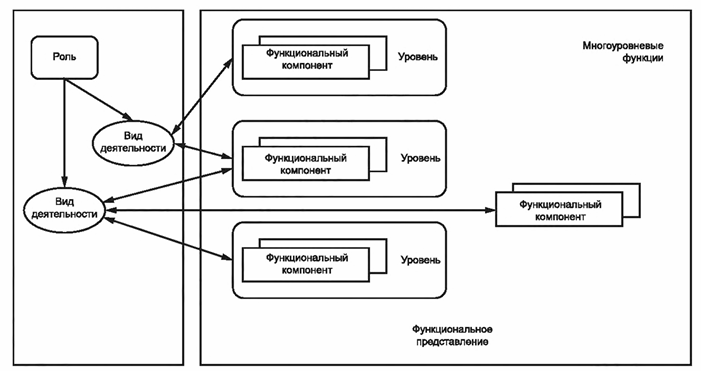 Роль
Вид
деятельности
Вид
деятельности
Функциональный
компонент
Уровень
Функциональный
компонент
Уровень
Функциональный
компонент
Уровень
Многоуровневые
функции
Функциональный
компонент
Функциональное
представление